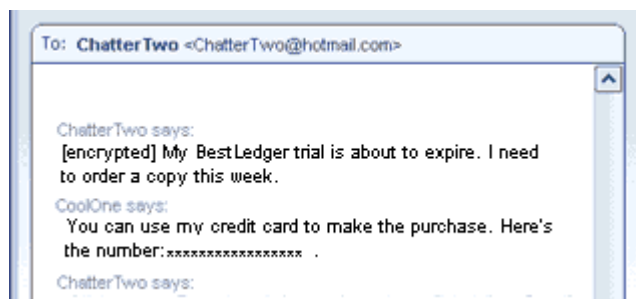 To: ChatterTwo <ChatterTwo@hotmail.com>
ChatterTwo says:
[encrypted] My BestLedger trial is about to expire. I need
to order a copy this week.
CoolOne says:
You can use my credit card to make the purchase. Here's
the number:xxxxxxxxxxxxxxxxx .
ChatterTwo says: